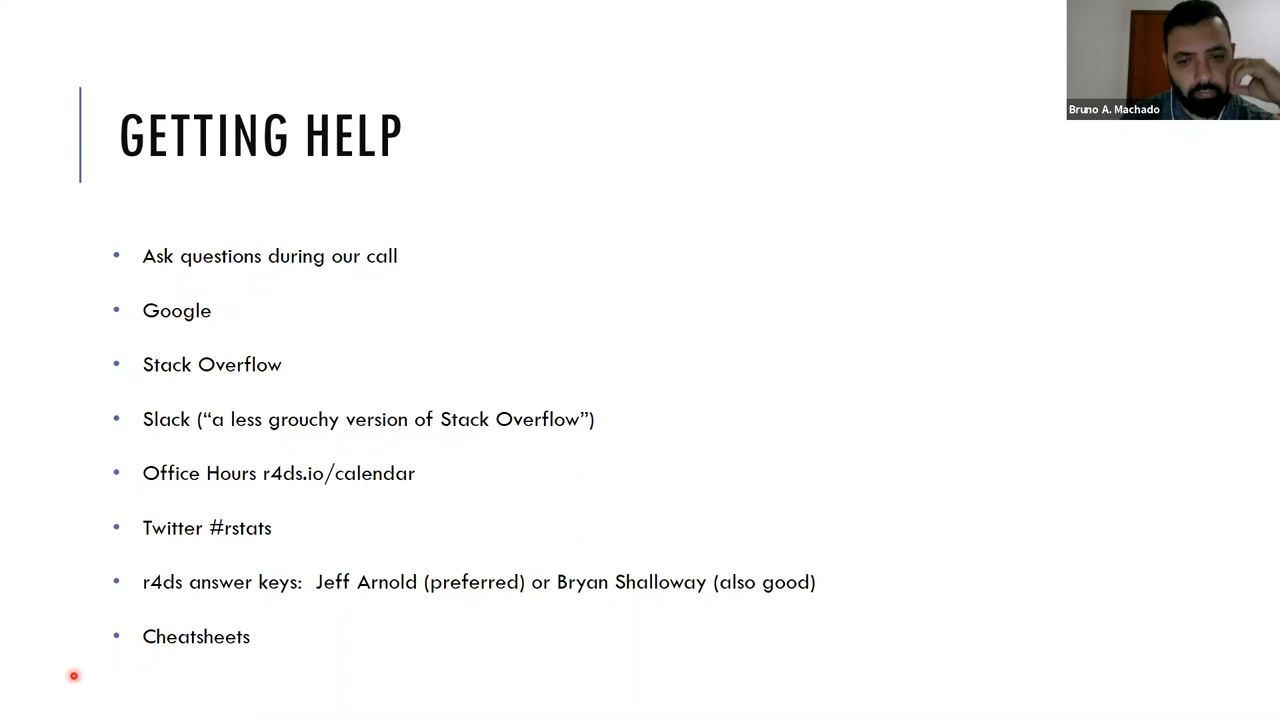 GETTING HELP
Bruno A. Machado
• Ask questions during our call
• Google
• Stack Overflow
• Slack (“a less grouchy version of Stack Overflow”)
• Office Hours r4ds.io/calendar
• Twitter #rstats
• r4ds answer keys:  Jeff Arnold (preferred) or Bryan Shalloway (also good)
• Cheatsheets